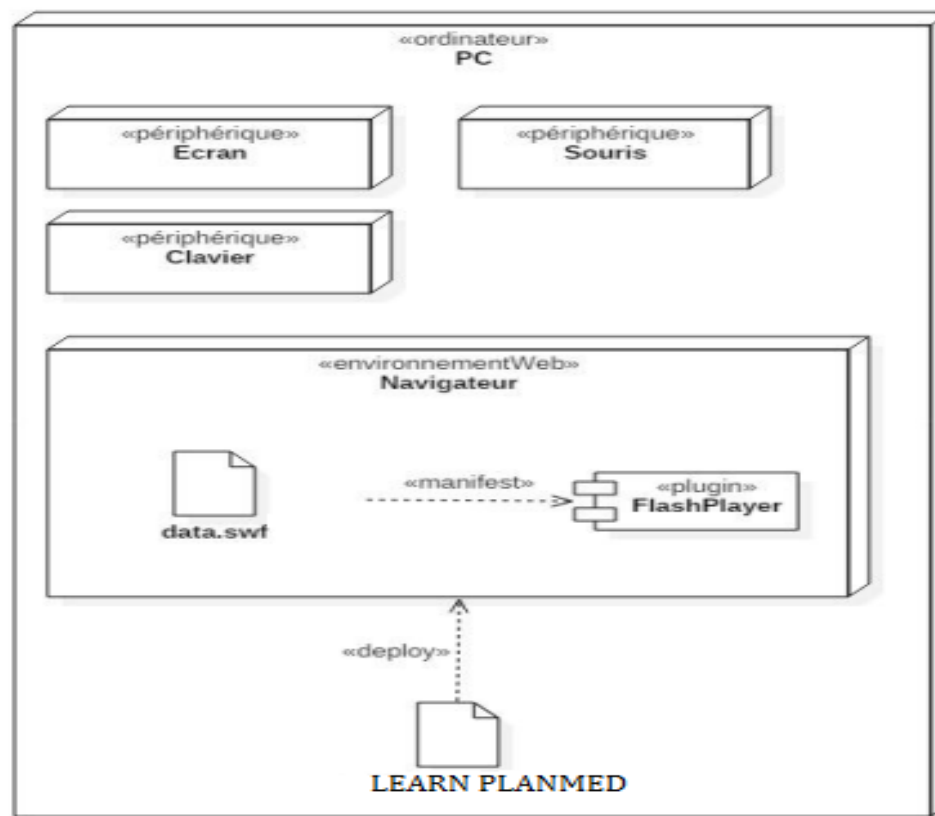 «ordinateur»
PC
«périphérique»
Ecran
«périphérique»
Souris
«périphérique»
Clavier
«environnementWeb»
Navigateur
data.swf
«manifest»
«plugin»
FlashPlayer
«deploy»
LEARN PLANMED